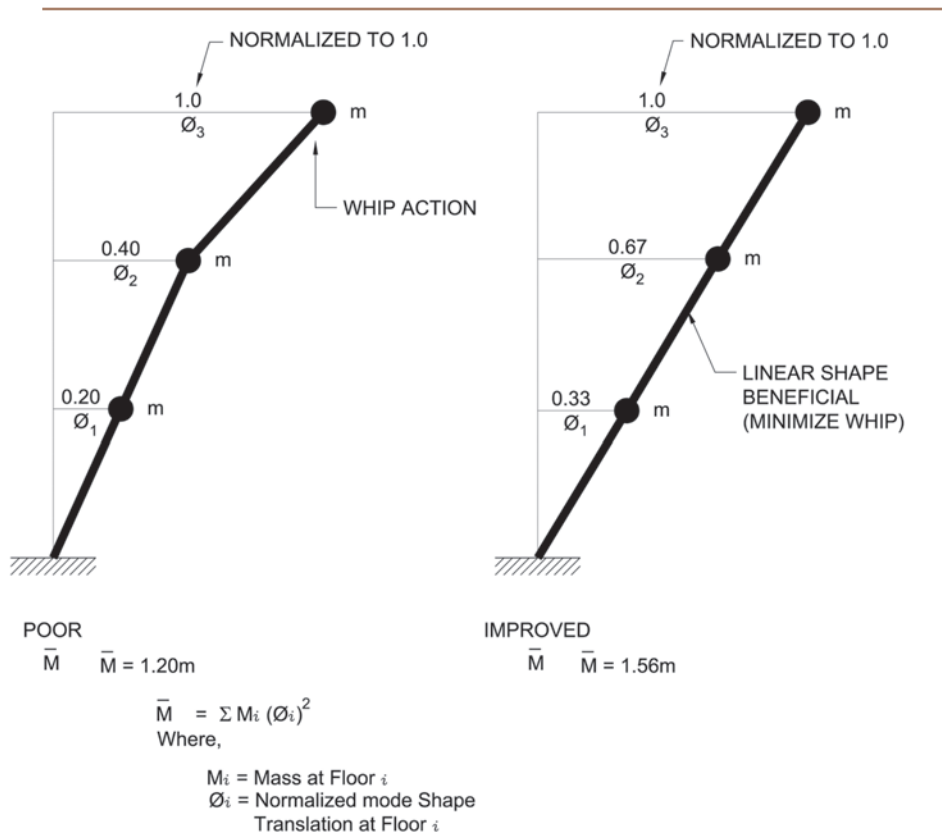 NORMALIZED TO 1.0
1.0
Ø3
m
WHIP ACTION
0.40
Ø2
m
0.20
Ø1
m
POOR
M̄ M̄ = 1.20m
NORMALIZED TO 1.0
1.0
Ø3
m
0.67
Ø2
m
LINEAR SHAPE
BENEFICIAL
(MINIMIZE WHIP)
0.33
Ø1
m
IMPROVED
M̄ M̄ = 1.56m
M̄ = Σ Mi (Øi)²
Where,
Mi = Mass at Floor i
Øi = Normalized mode Shape
Translation at Floor i